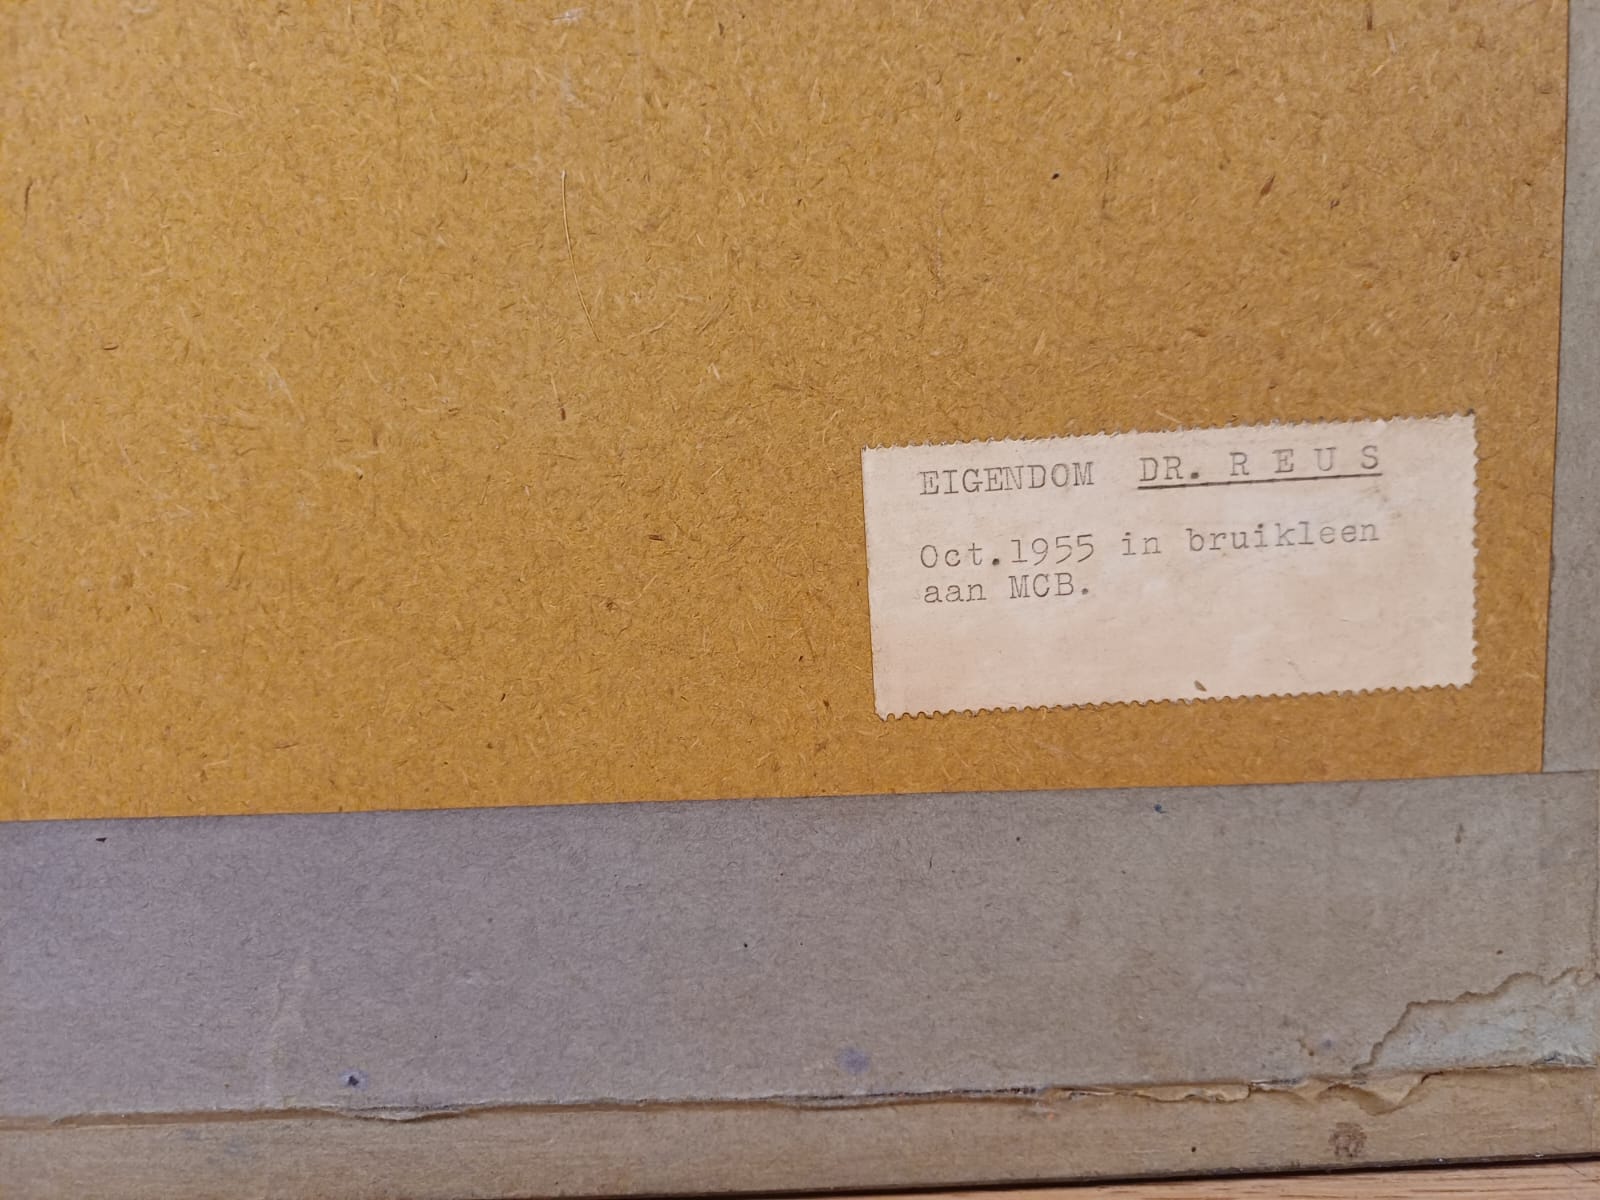 EIGENDOM DR. R E U S
Oct.1955 in bruikleen
aan MCB.